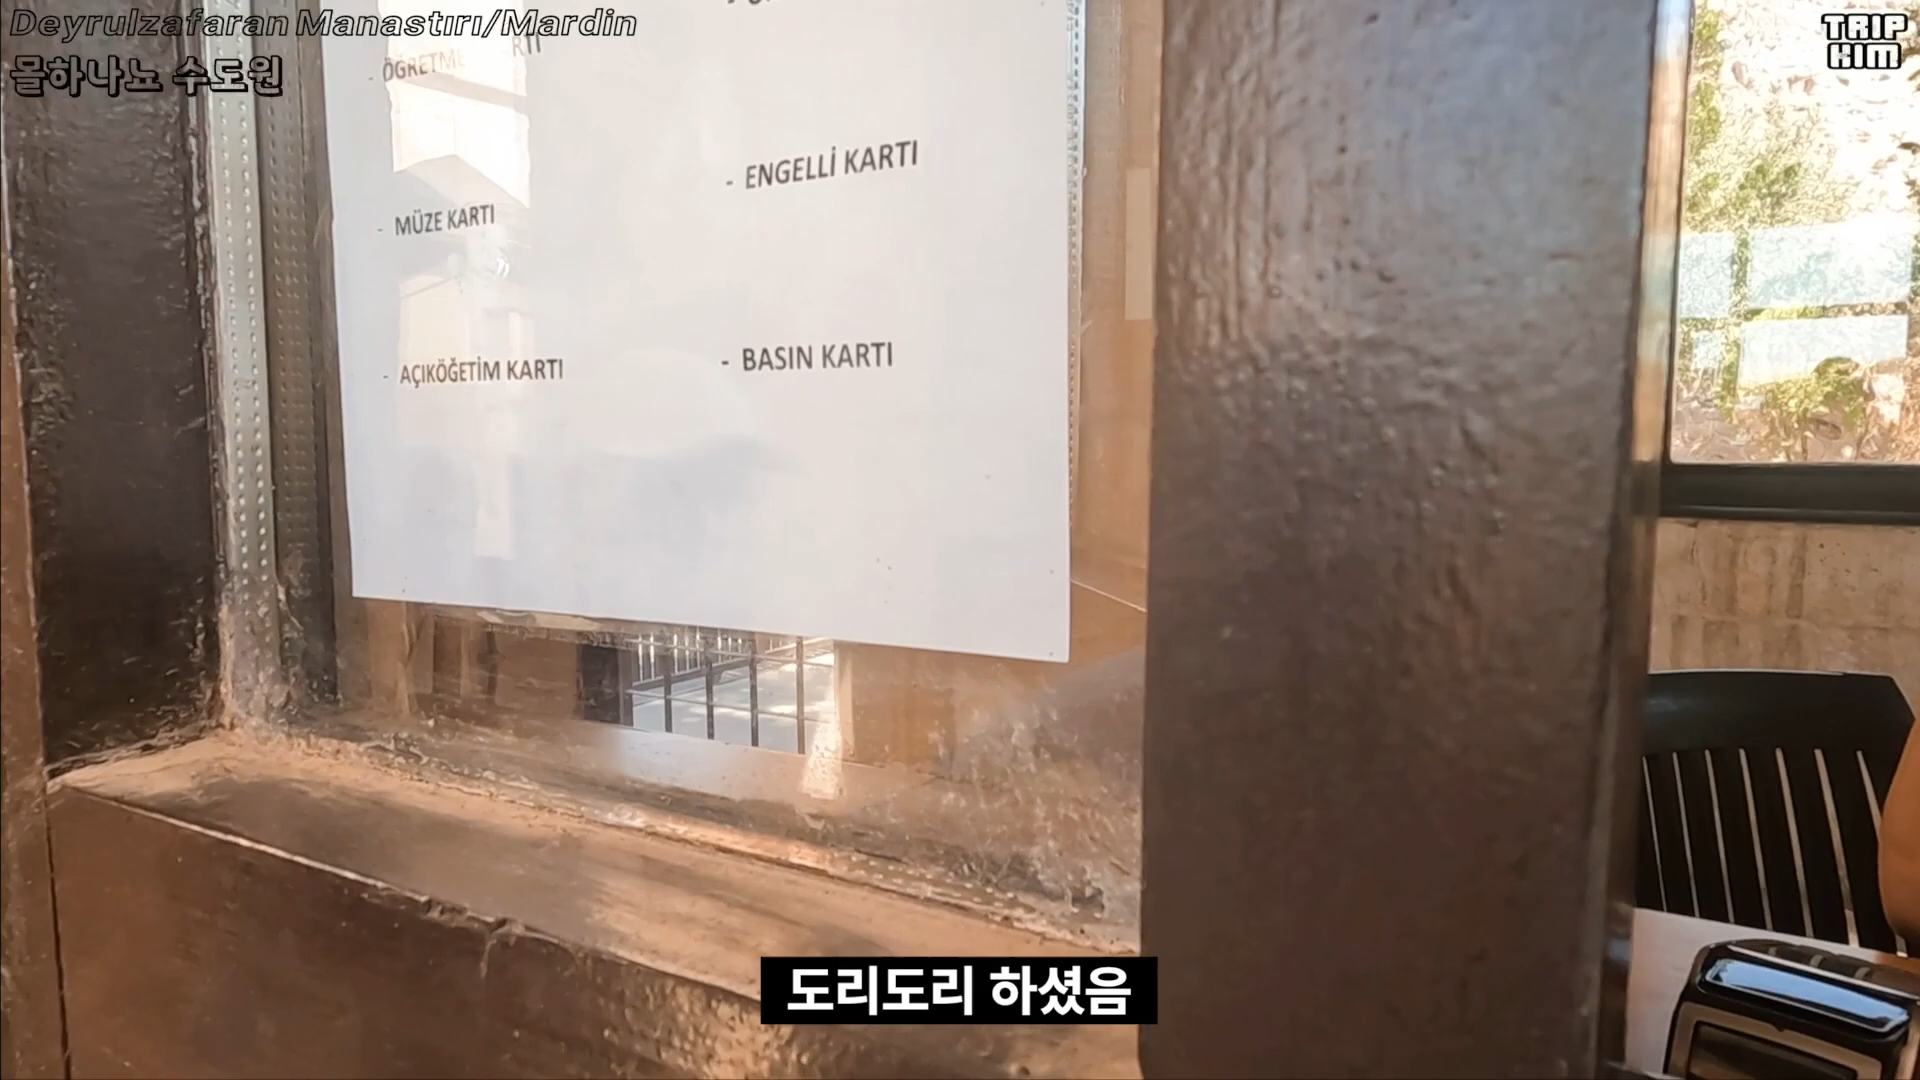 Deyrulzafaran Manastırı/Mardin
몰하나뇨 수도원
TRIP
KIM
- ENGELLİ KARTI
- MÜZE KARTI
- AÇIKÖĞETİM KARTI
- BASIN KARTI
도리도리 하셨음